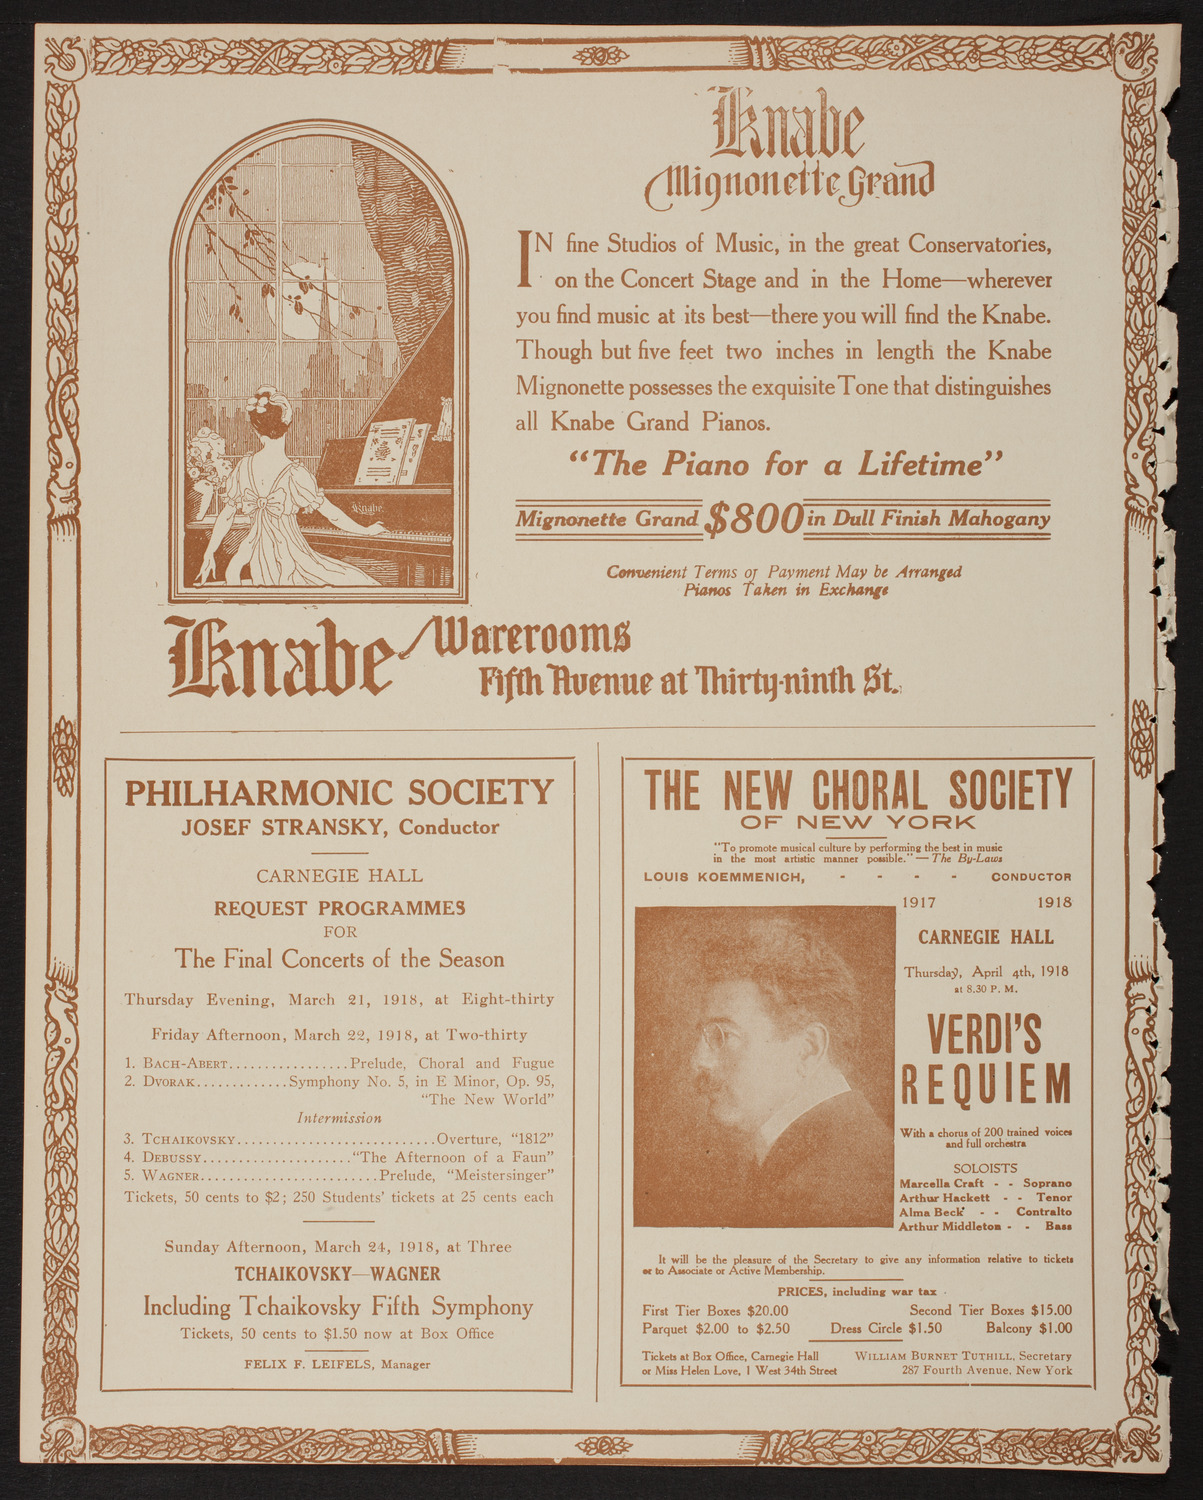 Knabe
Mignonette Grand
IN fine Studios of Music, in the great Conservatories,
on the Concert Stage and in the Home—wherever
you find music at its best—there you will find the Knabe.
Though but five feet two inches in length the Knabe
Mignonette possesses the exquisite Tone that distinguishes
all Knabe Grand Pianos.
"The Piano for a Lifetime"
Mignonette Grand $800 in Dull Finish Mahogany
Convenient Terms of Payment May be Arranged
Pianos Taken in Exchange
Knabe
Knabe Warerooms
Fifth Avenue at Thirty-ninth St.
PHILHARMONIC SOCIETY
JOSEF STRANSKY, Conductor
CARNEGIE HALL
REQUEST PROGRAMMES
FOR
The Final Concerts of the Season
Thursday Evening, March 21, 1918, at Eight-thirty
Friday Afternoon, March 22, 1918, at Two-thirty
1. BACH-ABERT.................Prelude, Choral and Fugue
2. DVORAK.............Symphony No. 5, in E Minor, Op. 95,
"The New World"
Intermission
3. TCHAIKOVSKY............................Overture, "1812"
4. DEBUSSY....................."The Afternoon of a Faun"
5. WAGNER.........................Prelude, "Meistersinger"
Tickets, 50 cents to $2; 250 Students' tickets at 25 cents each
Sunday Afternoon, March 24, 1918, at Three
TCHAIKOVSKY—WAGNER
Including Tchaikovsky Fifth Symphony
Tickets, 50 cents to $1.50 now at Box Office
FELIX F. LEIFELS, Manager
THE NEW CHORAL SOCIETY
OF NEW YORK
"To promote musical culture by performing the best in music
in the most artistic manner possible."—The By-Laws
LOUIS KOEMMENICH, - - - - CONDUCTOR
1917 1918
CARNEGIE HALL
Thursday, April 4th, 1918
at 8.30 P. M.
VERDI'S
REQUIEM
With a chorus of 200 trained voices
and full orchestra
SOLOISTS
Marcella Craft - - Soprano
Arthur Hackett - - Tenor
Alma Beck - - Contralto
Arthur Middleton - - Bass
It will be the pleasure of the Secretary to give any information relative to tickets
or to Associate or Active Membership.
PRICES, including war tax
First Tier Boxes $20.00 Second Tier Boxes $15.00
Parquet $2.00 to $2.50 Dress Circle $1.50 Balcony $1.00
Tickets at Box Office, Carnegie Hall WILLIAM BURNET TUTHILL, Secretary
or Miss Helen Love, 1 West 34th Street 287 Fourth Avenue, New York